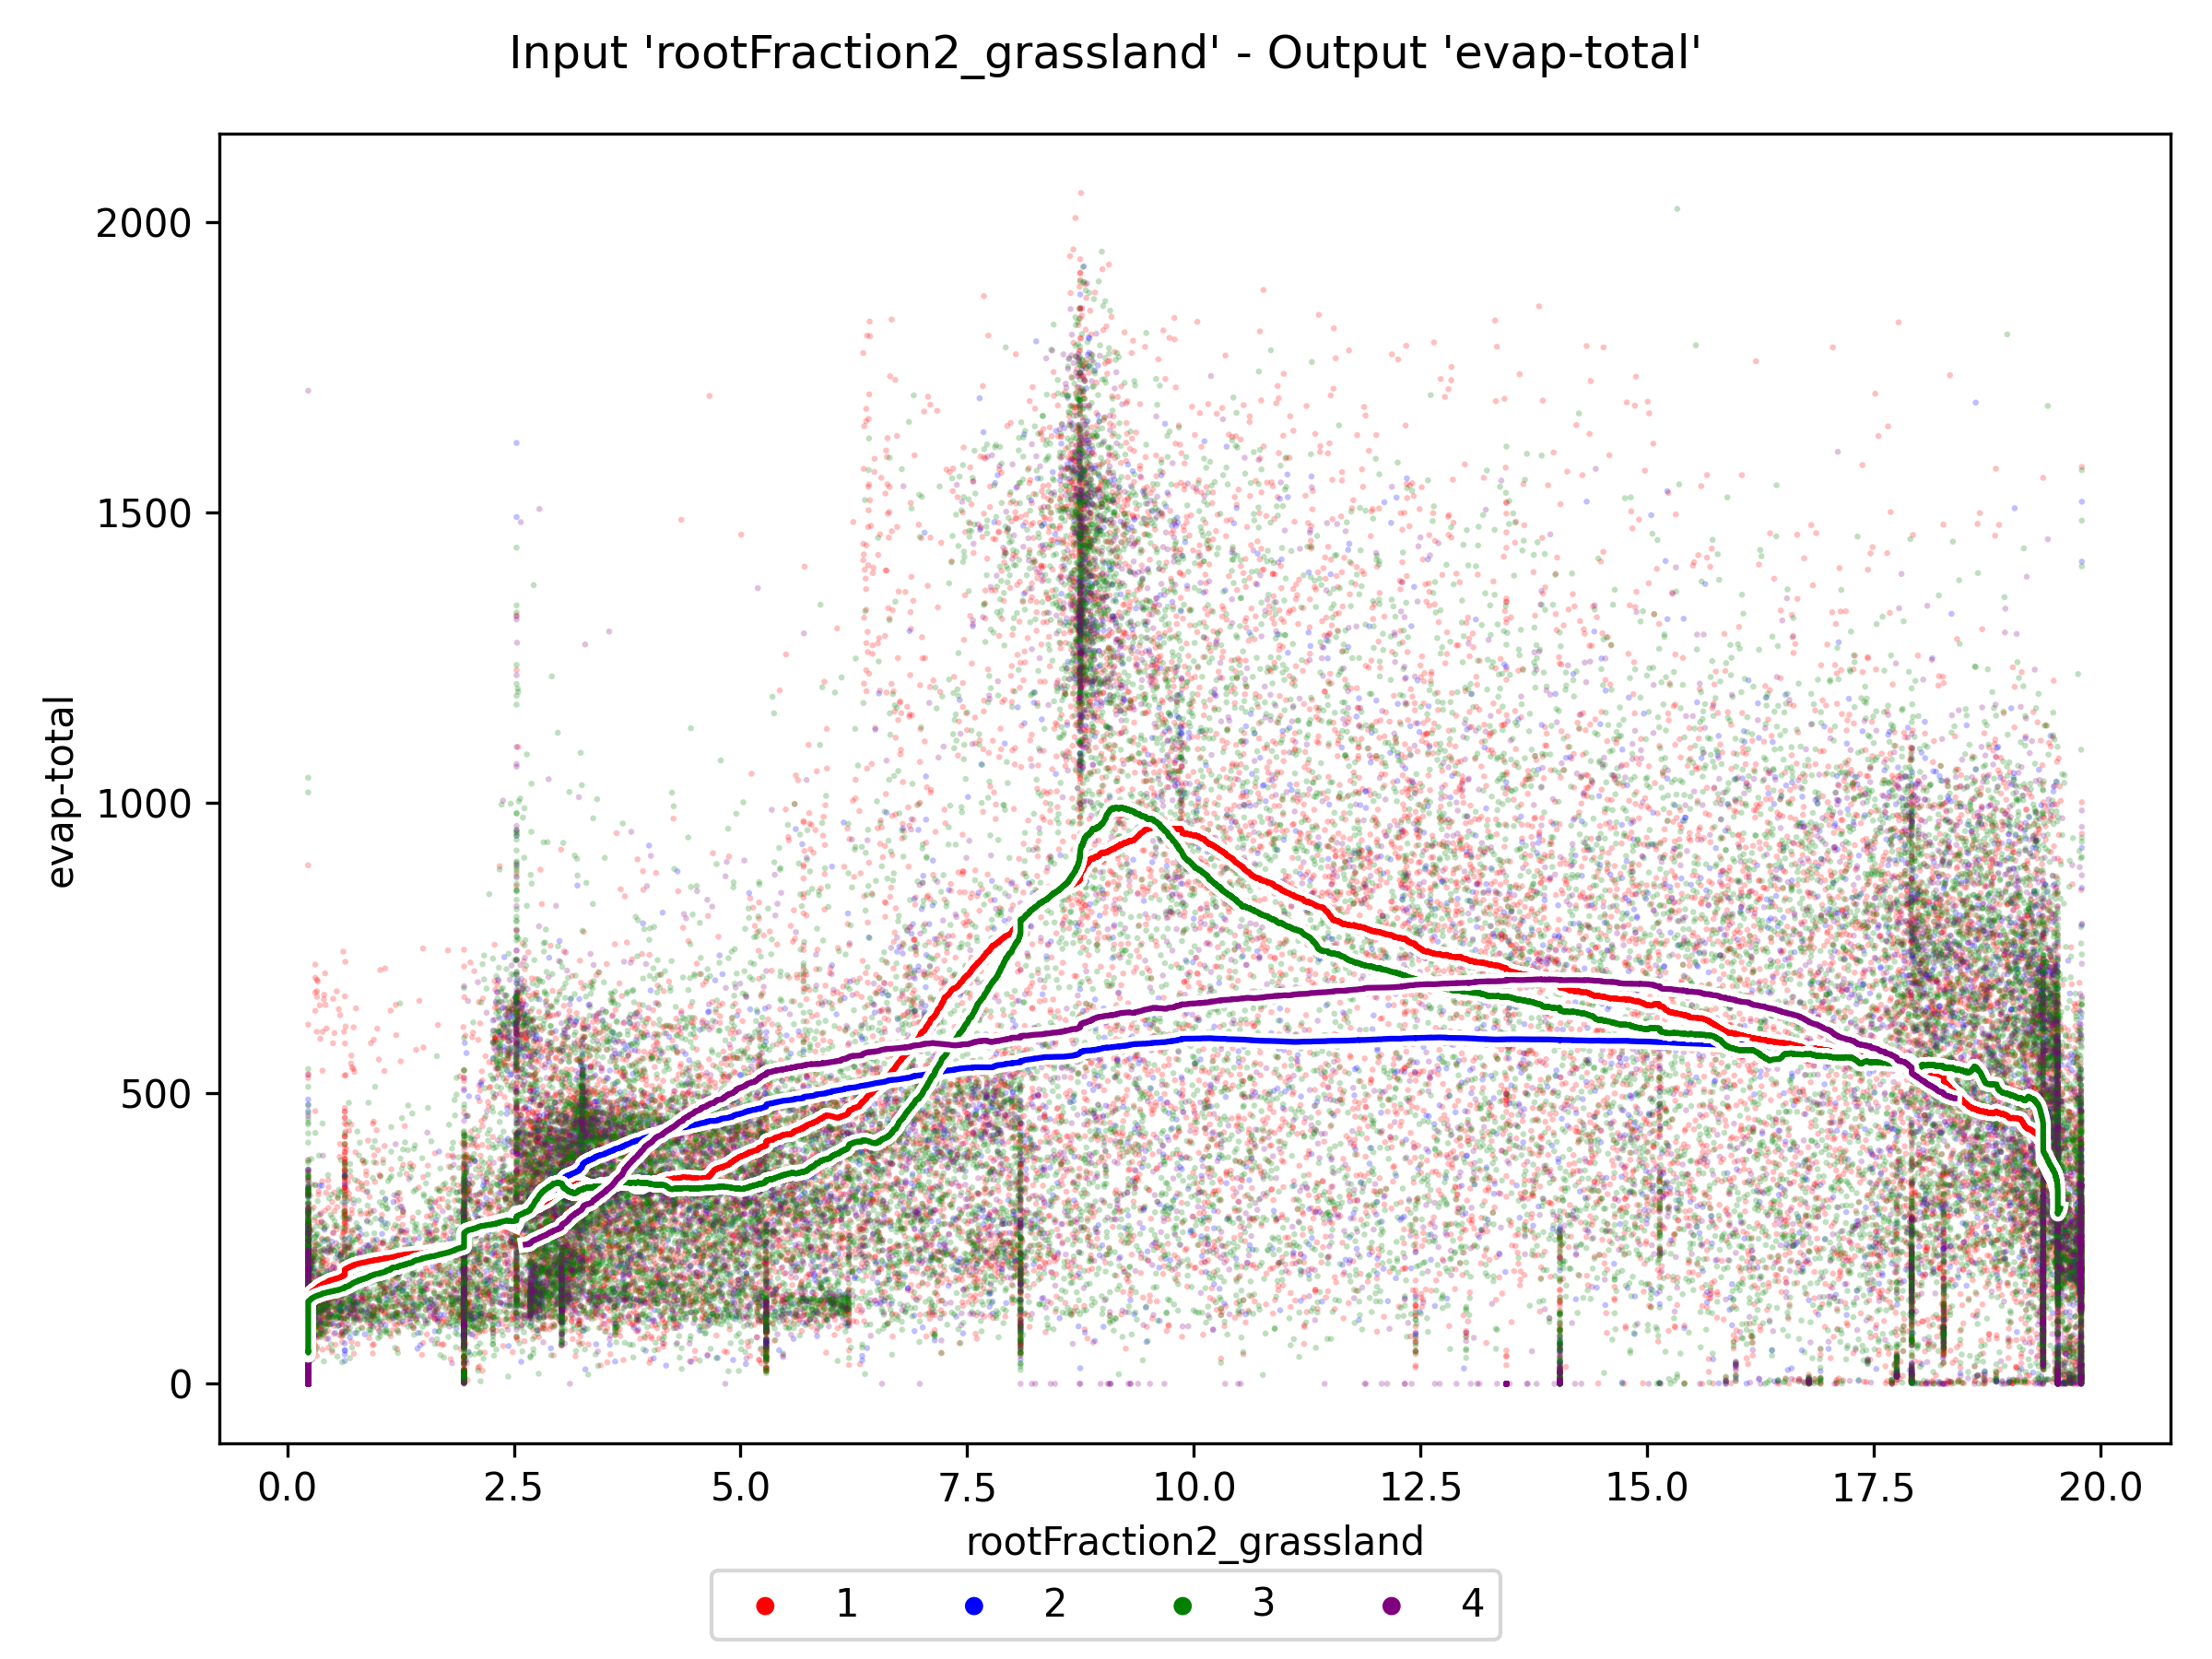 Input 'rootFraction2_grassland' - Output 'evap-total'
2000
1500
1000
500
0
evap-total
0.0 2.5 5.0 7.5 10.0 12.5 15.0 17.5 20.0
rootFraction2_grassland
1 2 3 4